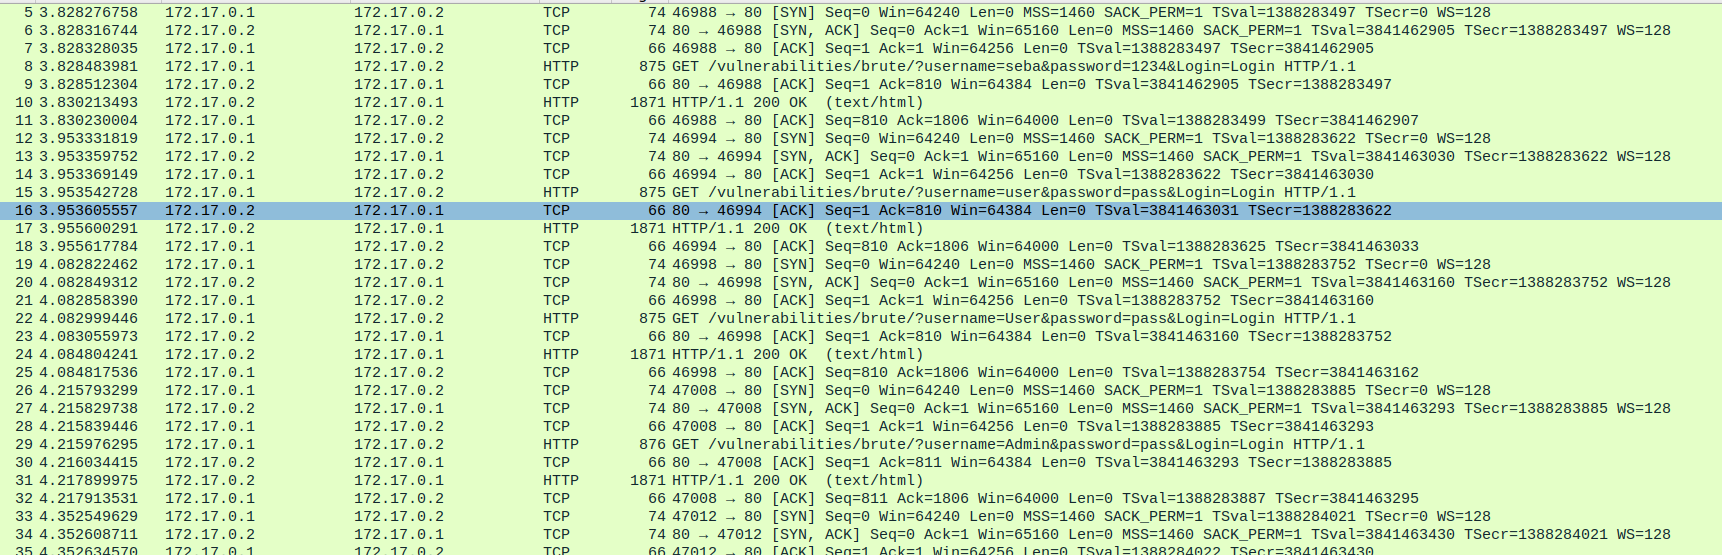 5 3.828276758 172.17.0.1 172.17.0.2 TCP 74 46988 → 80 [SYN] Seq=0 Win=64240 Len=0 MSS=1460 SACK_PERM=1 TSval=1388283497 TSecr=0 WS=128
6 3.828316744 172.17.0.2 172.17.0.1 TCP 74 80 → 46988 [SYN, ACK] Seq=0 Ack=1 Win=65160 Len=0 MSS=1460 SACK_PERM=1 TSval=3841462905 TSecr=1388283497 WS=128
7 3.828328035 172.17.0.1 172.17.0.2 TCP 66 46988 → 80 [ACK] Seq=1 Ack=1 Win=64256 Len=0 TSval=1388283497 TSecr=3841462905
8 3.828483981 172.17.0.1 172.17.0.2 HTTP 875 GET /vulnerabilities/brute/?username=seba&password=1234&Login=Login HTTP/1.1
9 3.828512304 172.17.0.2 172.17.0.1 TCP 66 80 → 46988 [ACK] Seq=1 Ack=810 Win=64384 Len=0 TSval=3841462905 TSecr=1388283497
10 3.830213493 172.17.0.2 172.17.0.1 HTTP 1871 HTTP/1.1 200 OK (text/html)
11 3.830230004 172.17.0.1 172.17.0.2 TCP 66 46988 → 80 [ACK] Seq=810 Ack=1806 Win=64000 Len=0 TSval=1388283499 TSecr=3841462907
12 3.953331819 172.17.0.1 172.17.0.2 TCP 74 46994 → 80 [SYN] Seq=0 Win=64240 Len=0 MSS=1460 SACK_PERM=1 TSval=1388283622 TSecr=0 WS=128
13 3.953359752 172.17.0.2 172.17.0.1 TCP 74 80 → 46994 [SYN, ACK] Seq=0 Ack=1 Win=65160 Len=0 MSS=1460 SACK_PERM=1 TSval=3841463030 TSecr=1388283622 WS=128
14 3.953369149 172.17.0.1 172.17.0.2 TCP 66 46994 → 80 [ACK] Seq=1 Ack=1 Win=64256 Len=0 TSval=1388283622 TSecr=3841463030
15 3.953542728 172.17.0.1 172.17.0.2 HTTP 875 GET /vulnerabilities/brute/?username=user&password=pass&Login=Login HTTP/1.1
16 3.953605557 172.17.0.2 172.17.0.1 TCP 66 80 → 46994 [ACK] Seq=1 Ack=810 Win=64384 Len=0 TSval=3841463031 TSecr=1388283622
17 3.955600291 172.17.0.2 172.17.0.1 HTTP 1871 HTTP/1.1 200 OK (text/html)
18 3.955617784 172.17.0.1 172.17.0.2 TCP 66 46994 → 80 [ACK] Seq=810 Ack=1806 Win=64000 Len=0 TSval=1388283625 TSecr=3841463033
19 4.082822462 172.17.0.1 172.17.0.2 TCP 74 46998 → 80 [SYN] Seq=0 Win=64240 Len=0 MSS=1460 SACK_PERM=1 TSval=1388283752 TSecr=0 WS=128
20 4.082849312 172.17.0.2 172.17.0.1 TCP 74 80 → 46998 [SYN, ACK] Seq=0 Ack=1 Win=65160 Len=0 MSS=1460 SACK_PERM=1 TSval=3841463160 TSecr=1388283752 WS=128
21 4.082858390 172.17.0.1 172.17.0.2 TCP 66 46998 → 80 [ACK] Seq=1 Ack=1 Win=64256 Len=0 TSval=1388283752 TSecr=3841463160
22 4.082999446 172.17.0.1 172.17.0.2 HTTP 875 GET /vulnerabilities/brute/?username=User&password=pass&Login=Login HTTP/1.1
23 4.083055973 172.17.0.2 172.17.0.1 TCP 66 80 → 46998 [ACK] Seq=1 Ack=810 Win=64384 Len=0 TSval=3841463160 TSecr=1388283752
24 4.084804241 172.17.0.2 172.17.0.1 HTTP 1871 HTTP/1.1 200 OK (text/html)
25 4.084817536 172.17.0.1 172.17.0.2 TCP 66 46998 → 80 [ACK] Seq=810 Ack=1806 Win=64000 Len=0 TSval=1388283754 TSecr=3841463162
26 4.215793299 172.17.0.1 172.17.0.2 TCP 74 47008 → 80 [SYN] Seq=0 Win=64240 Len=0 MSS=1460 SACK_PERM=1 TSval=1388283885 TSecr=0 WS=128
27 4.215829738 172.17.0.2 172.17.0.1 TCP 74 80 → 47008 [SYN, ACK] Seq=0 Ack=1 Win=65160 Len=0 MSS=1460 SACK_PERM=1 TSval=3841463293 TSecr=1388283885 WS=128
28 4.215839446 172.17.0.1 172.17.0.2 TCP 66 47008 → 80 [ACK] Seq=1 Ack=1 Win=64256 Len=0 TSval=1388283885 TSecr=3841463293
29 4.215976295 172.17.0.1 172.17.0.2 HTTP 876 GET /vulnerabilities/brute/?username=Admin&password=pass&Login=Login HTTP/1.1
30 4.216034415 172.17.0.2 172.17.0.1 TCP 66 80 → 47008 [ACK] Seq=1 Ack=811 Win=64384 Len=0 TSval=3841463293 TSecr=1388283885
31 4.217899975 172.17.0.2 172.17.0.1 HTTP 1871 HTTP/1.1 200 OK (text/html)
32 4.217913531 172.17.0.1 172.17.0.2 TCP 66 47008 → 80 [ACK] Seq=811 Ack=1806 Win=64000 Len=0 TSval=1388283887 TSecr=3841463295
33 4.352549629 172.17.0.1 172.17.0.2 TCP 74 47012 → 80 [SYN] Seq=0 Win=64240 Len=0 MSS=1460 SACK_PERM=1 TSval=1388284021 TSecr=0 WS=128
34 4.352608711 172.17.0.2 172.17.0.1 TCP 74 80 → 47012 [SYN, ACK] Seq=0 Ack=1 Win=65160 Len=0 MSS=1460 SACK_PERM=1 TSval=3841463430 TSecr=1388284021 WS=128
35 4.352634570 172.17.0.1 172.17.0.2 TCP 66 47012 → 80 [ACK] Seq=1 Ack=1 Win=64256 Len=0 TSval=1388284022 TSecr=3841463430